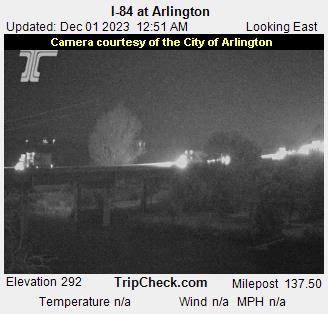 I-84 at Arlington
Updated: Dec 01 2023 12:51 AM Looking East
Camera courtesy of the City of Arlington
Elevation 292 TripCheck.com Milepost 137.50
Temperature n/a Wind n/a MPH n/a